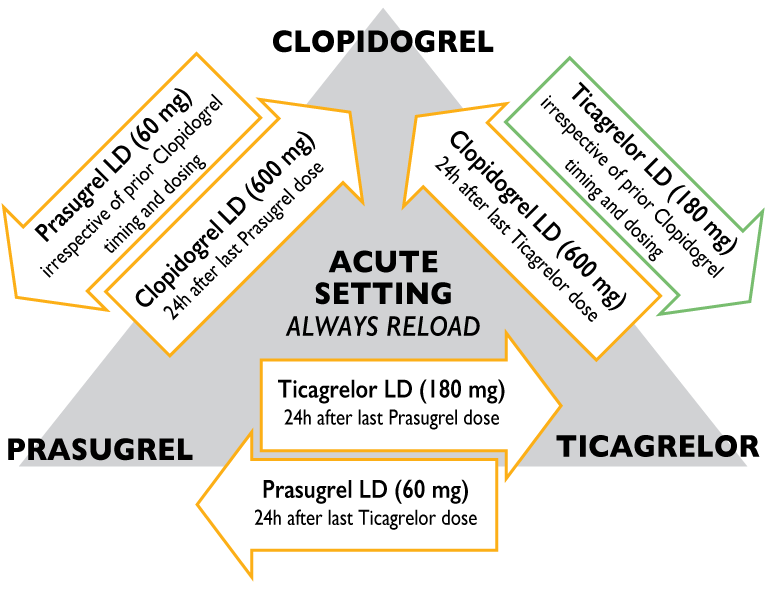 CLOPIDOGREL
Prasugrel LD (60 mg)
irrespective of prior Clopidogrel
timing and dosing
Clopidogrel LD (600 mg)
24h after last Prasugrel dose
Clopidogrel LD (600 mg)
24h after last Ticagrelor dose
Ticagrelor LD (180 mg)
irrespective of prior Clopidogrel
timing and dosing
ACUTE
SETTING
ALWAYS RELOAD
Ticagrelor LD (180 mg)
24h after last Prasugrel dose
PRASUGREL
TICAGRELOR
Prasugrel LD (60 mg)
24h after last Ticagrelor dose